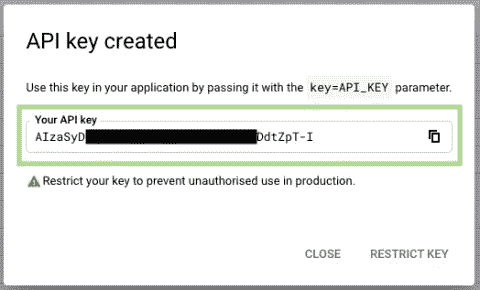 API key created
Use this key in your application by passing it with the key=API_KEY parameter.
Your API key
AIzaSyD DdtZpT-I
Restrict your key to prevent unauthorised use in production.
CLOSE RESTRICT KEY